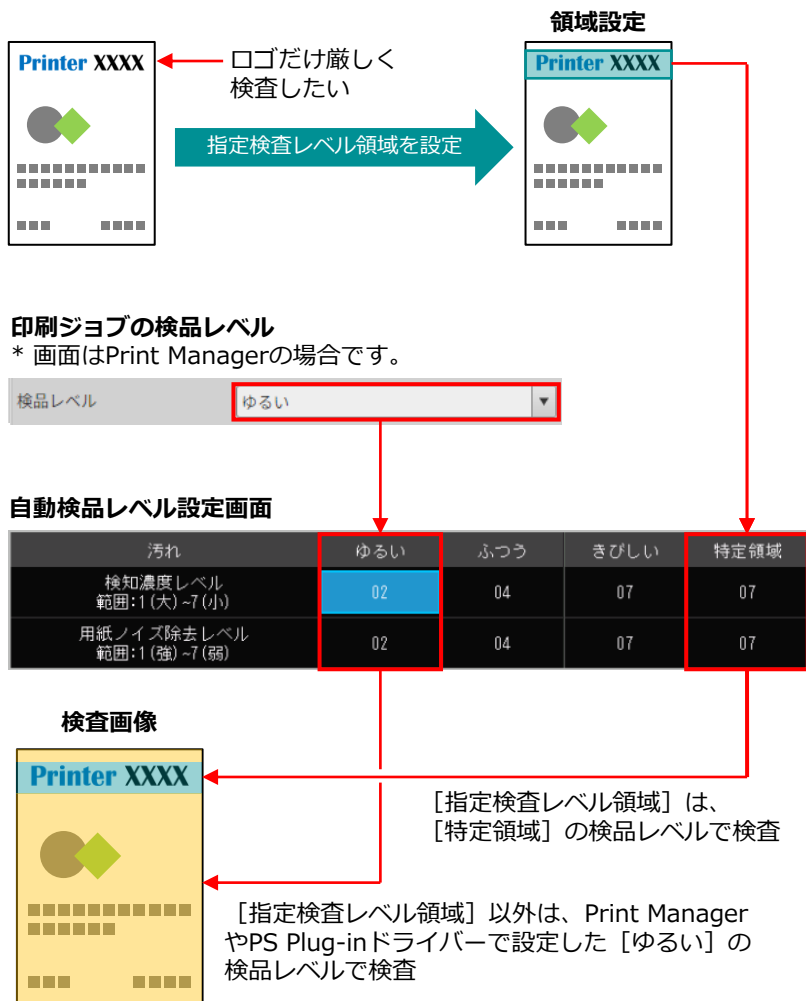 領域設定
Printer XXXX
ロゴだけ厳しく
検査したい
Printer XXXX
指定検査レベル領域を設定
印刷ジョブの検品レベル
* 画面はPrint Managerの場合です。
検品レベル ゆるい
自動検品レベル設定画面
汚れ ゆるい ふつう きびしい 特定領域
検知濃度レベル
範囲:1(大)~7(小) 02 04 07 07
用紙ノイズ除去レベル
範囲:1(強)~7(弱) 02 04 07 07
検査画像
Printer XXXX
［指定検査レベル領域］は、
［特定領域］の検品レベルで検査
［指定検査レベル領域］以外は、Print Manager
やPS Plug-inドライバーで設定した［ゆるい］の
検品レベルで検査